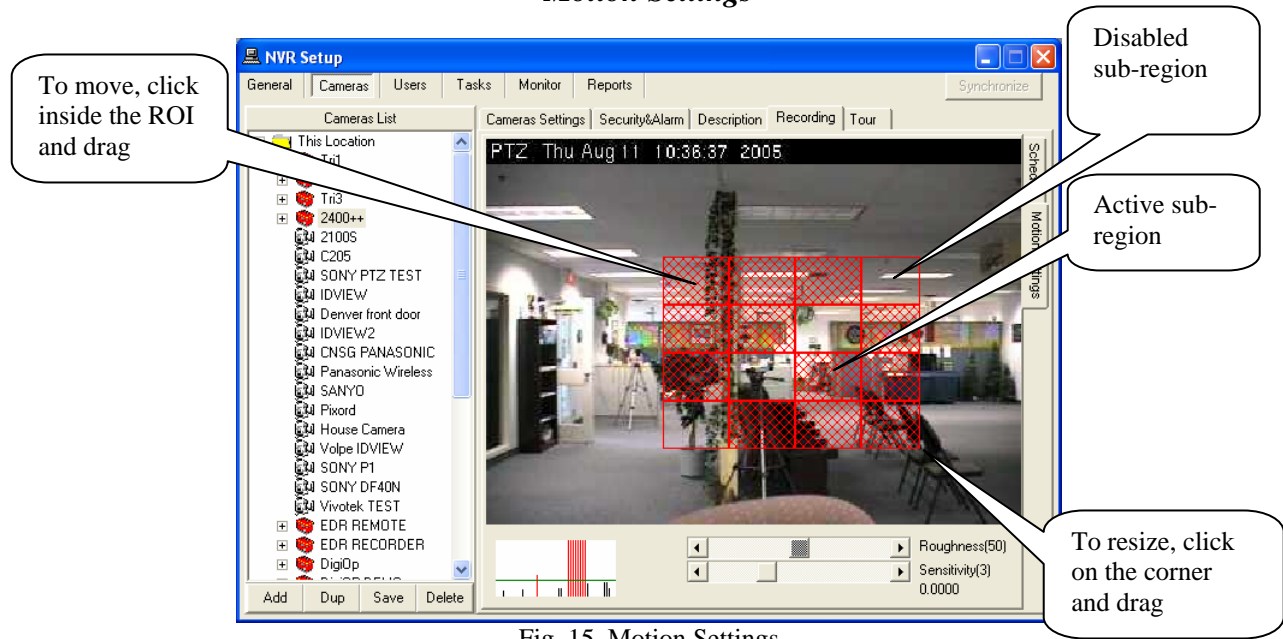 Motion Settings
Disabled
sub-region
To move, click
inside the ROI
and drag
NVR Setup
General Cameras Users Tasks Monitor Reports Synchronize
Cameras List
Cameras Settings Security&Alarm Description Recording Tour
This Location
Tri1
Tri3
2400++
2100S
C205
SONY PTZ TEST
IDVIEW
Denver front door
IDVIEW2
CNSG PANASONIC
Panasonic Wireless
SANYO
Pixord
House Camera
Volpe IDVIEW
SONY P1
SONY DF40N
Vivotek TEST
EDR REMOTE
EDR RECORDER
DigiOp
Add Dup Save Delete
PTZ Thu Aug 11 10:36:37 2005
Active sub-
region
Roughness(50)
Sensitivity(3)
0.0000
To resize, click
on the corner
and drag
Fig. 15 Motion Settings